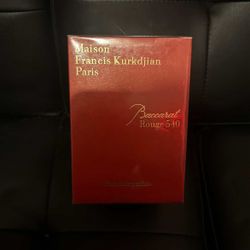 Maison
Francis Kurkdjian
Paris
Baccarat
Rouge 540